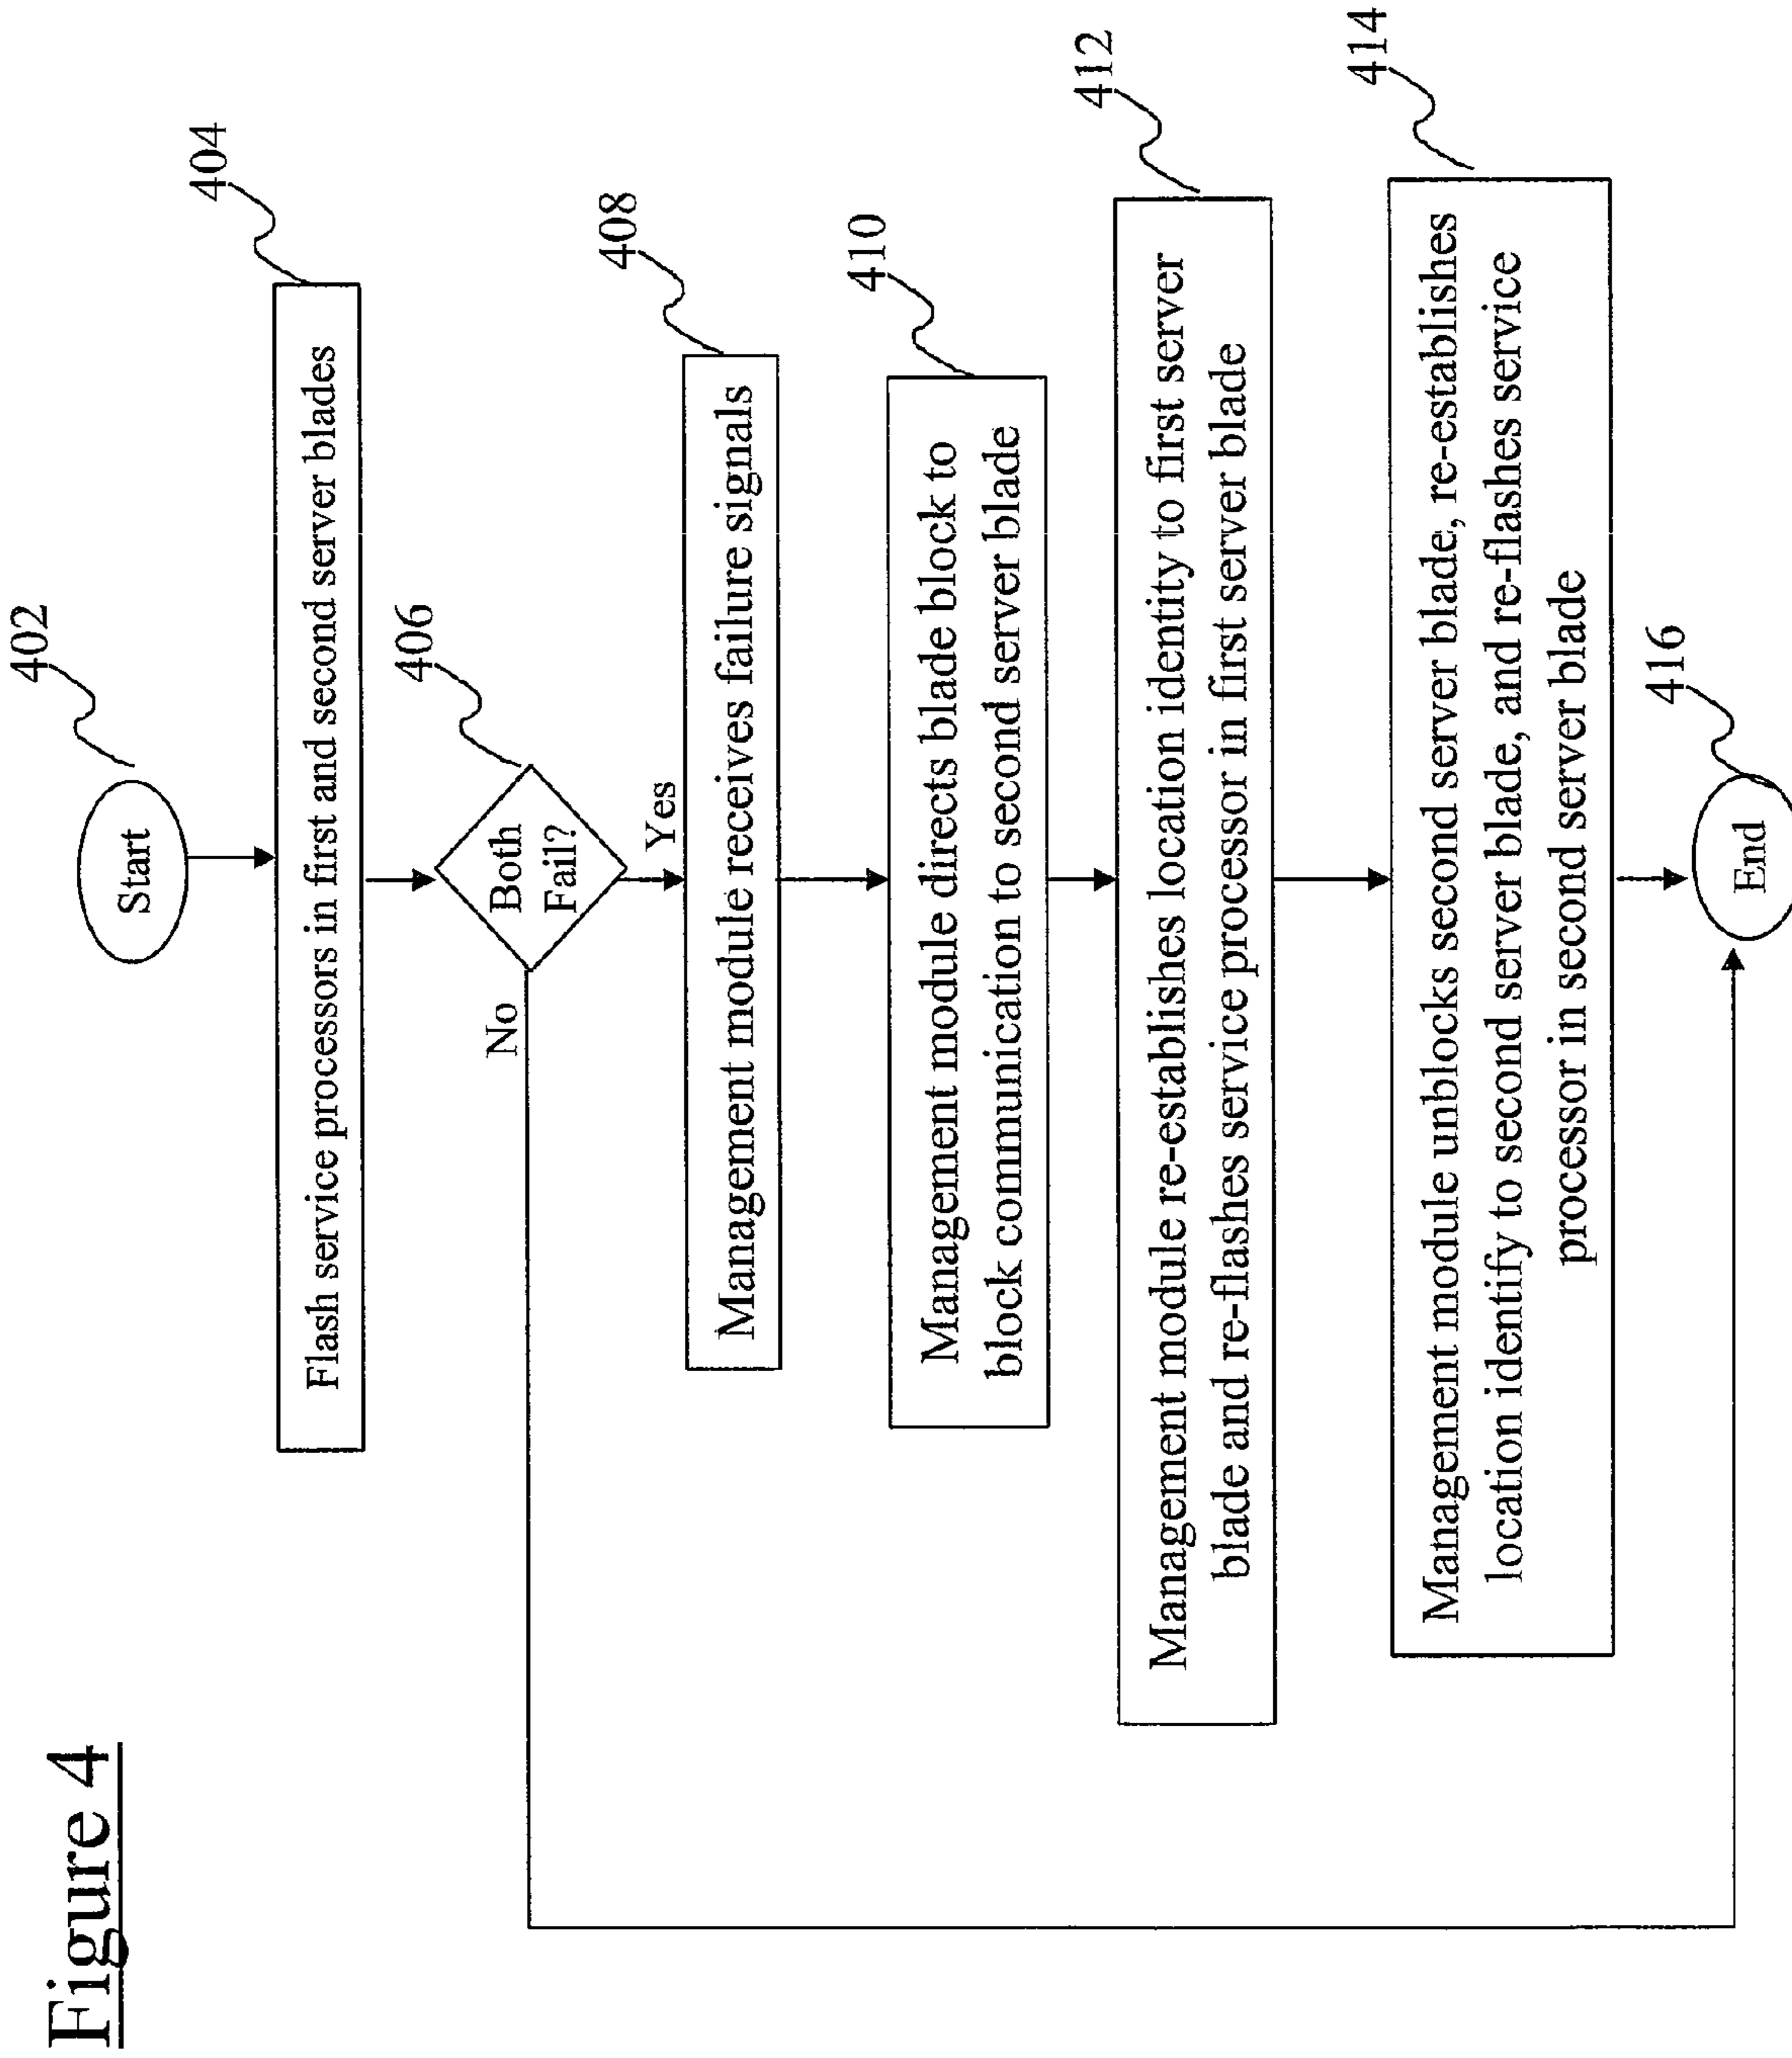 Figure 4
402
Start
404
Flash service processors in first and second server blades
406
Both
Fail?
No
Yes
408
Management module receives failure signals
410
Management module directs blade block to
block communication to second server blade
412
Management module re-establishes location identity to first server
blade and re-flashes service processor in first server blade
414
Management module unblocks second server blade, re-establishes
location identify to second server blade, and re-flashes service
processor in second server blade
416
End